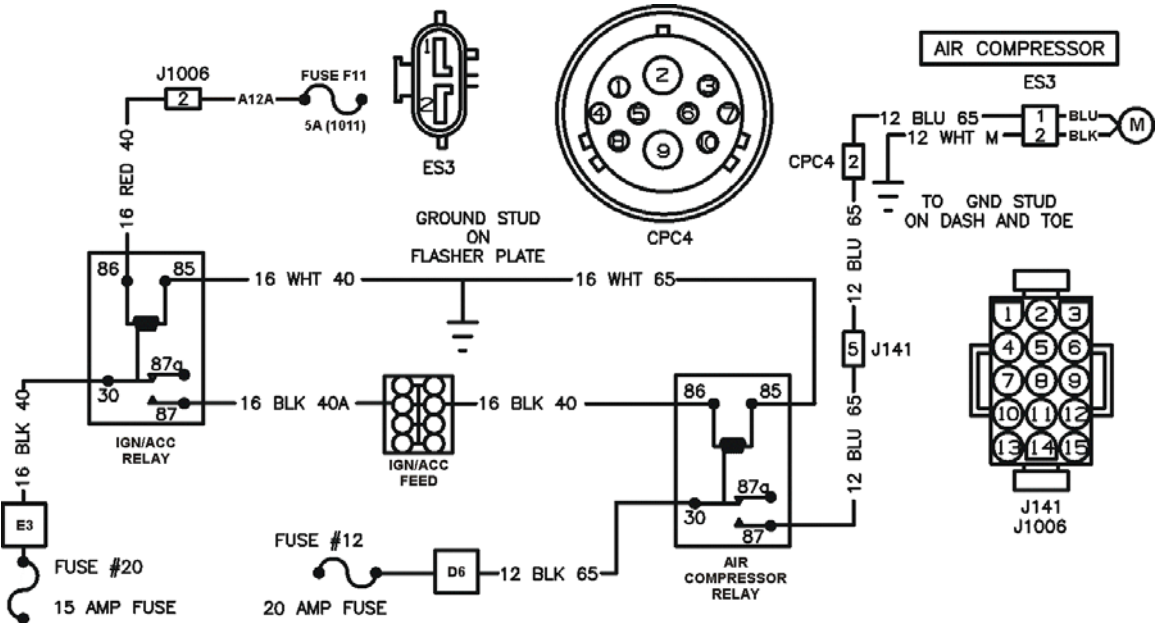 J1006
2
A12A
FUSE F11
5A (1011)
1
2
ES3
1
2
3
4
5
6
7
8
9
10
CPC4
AIR COMPRESSOR
ES3
12 BLU 65
1
BLU
12 WHT M
2
BLK
M
CPC4
2
TO GND STUD
ON DASH AND TOE
16 RED 40
GROUND STUD
ON
FLASHER PLATE
12 BLU 65
86
85
16 WHT 40
16 WHT 65
12 BLU 65
5
J141
1
2
3
4
5
6
7
8
9
10
11
12
13
14
15
J141
J1006
87a
30
87
16 BLK 40A
16 BLK 40
IGN/ACC
RELAY
IGN/ACC
FEED
86
85
12 BLU 65
16 BLK 40
87a
30
87
E3
FUSE #20
15 AMP FUSE
FUSE #12
20 AMP FUSE
D6
12 BLK 65
AIR
COMPRESSOR
RELAY